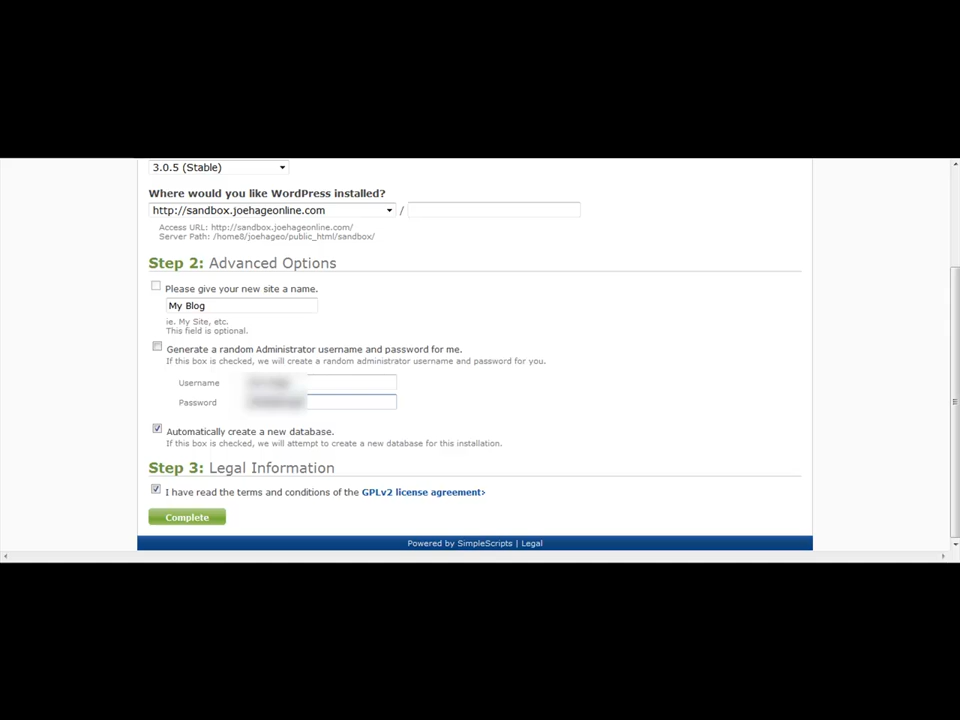 3.0.5 (Stable)
Where would you like WordPress installed?
http://sandbox.joehageonline.com /
Access URL: http://sandbox.joehageonline.com/
Server Path: /home8/joehageo/public_html/sandbox/
Step 2: Advanced Options
Please give your new site a name.
My Blog
ie. My Site, etc.
This field is optional.
Generate a random Administrator username and password for me.
If this box is checked, we will create a random administrator username and password for you.
Username
Password
Automatically create a new database.
If this box is checked, we will attempt to create a new database for this installation.
Step 3: Legal Information
I have read the terms and conditions of the GPLv2 license agreement›
Complete
Powered by SimpleScripts | Legal